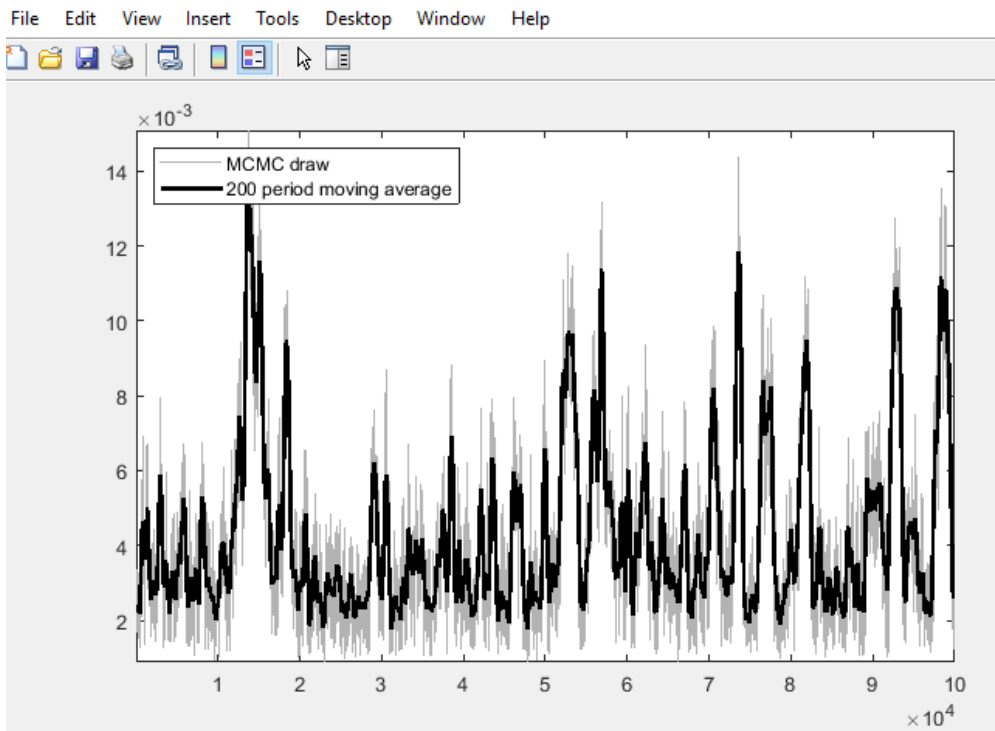 File Edit View Insert Tools Desktop Window Help
×10-3
MCMC draw
200 period moving average
14
12
10
8
6
4
2
1 2 3 4 5 6 7 8 9 10
×104